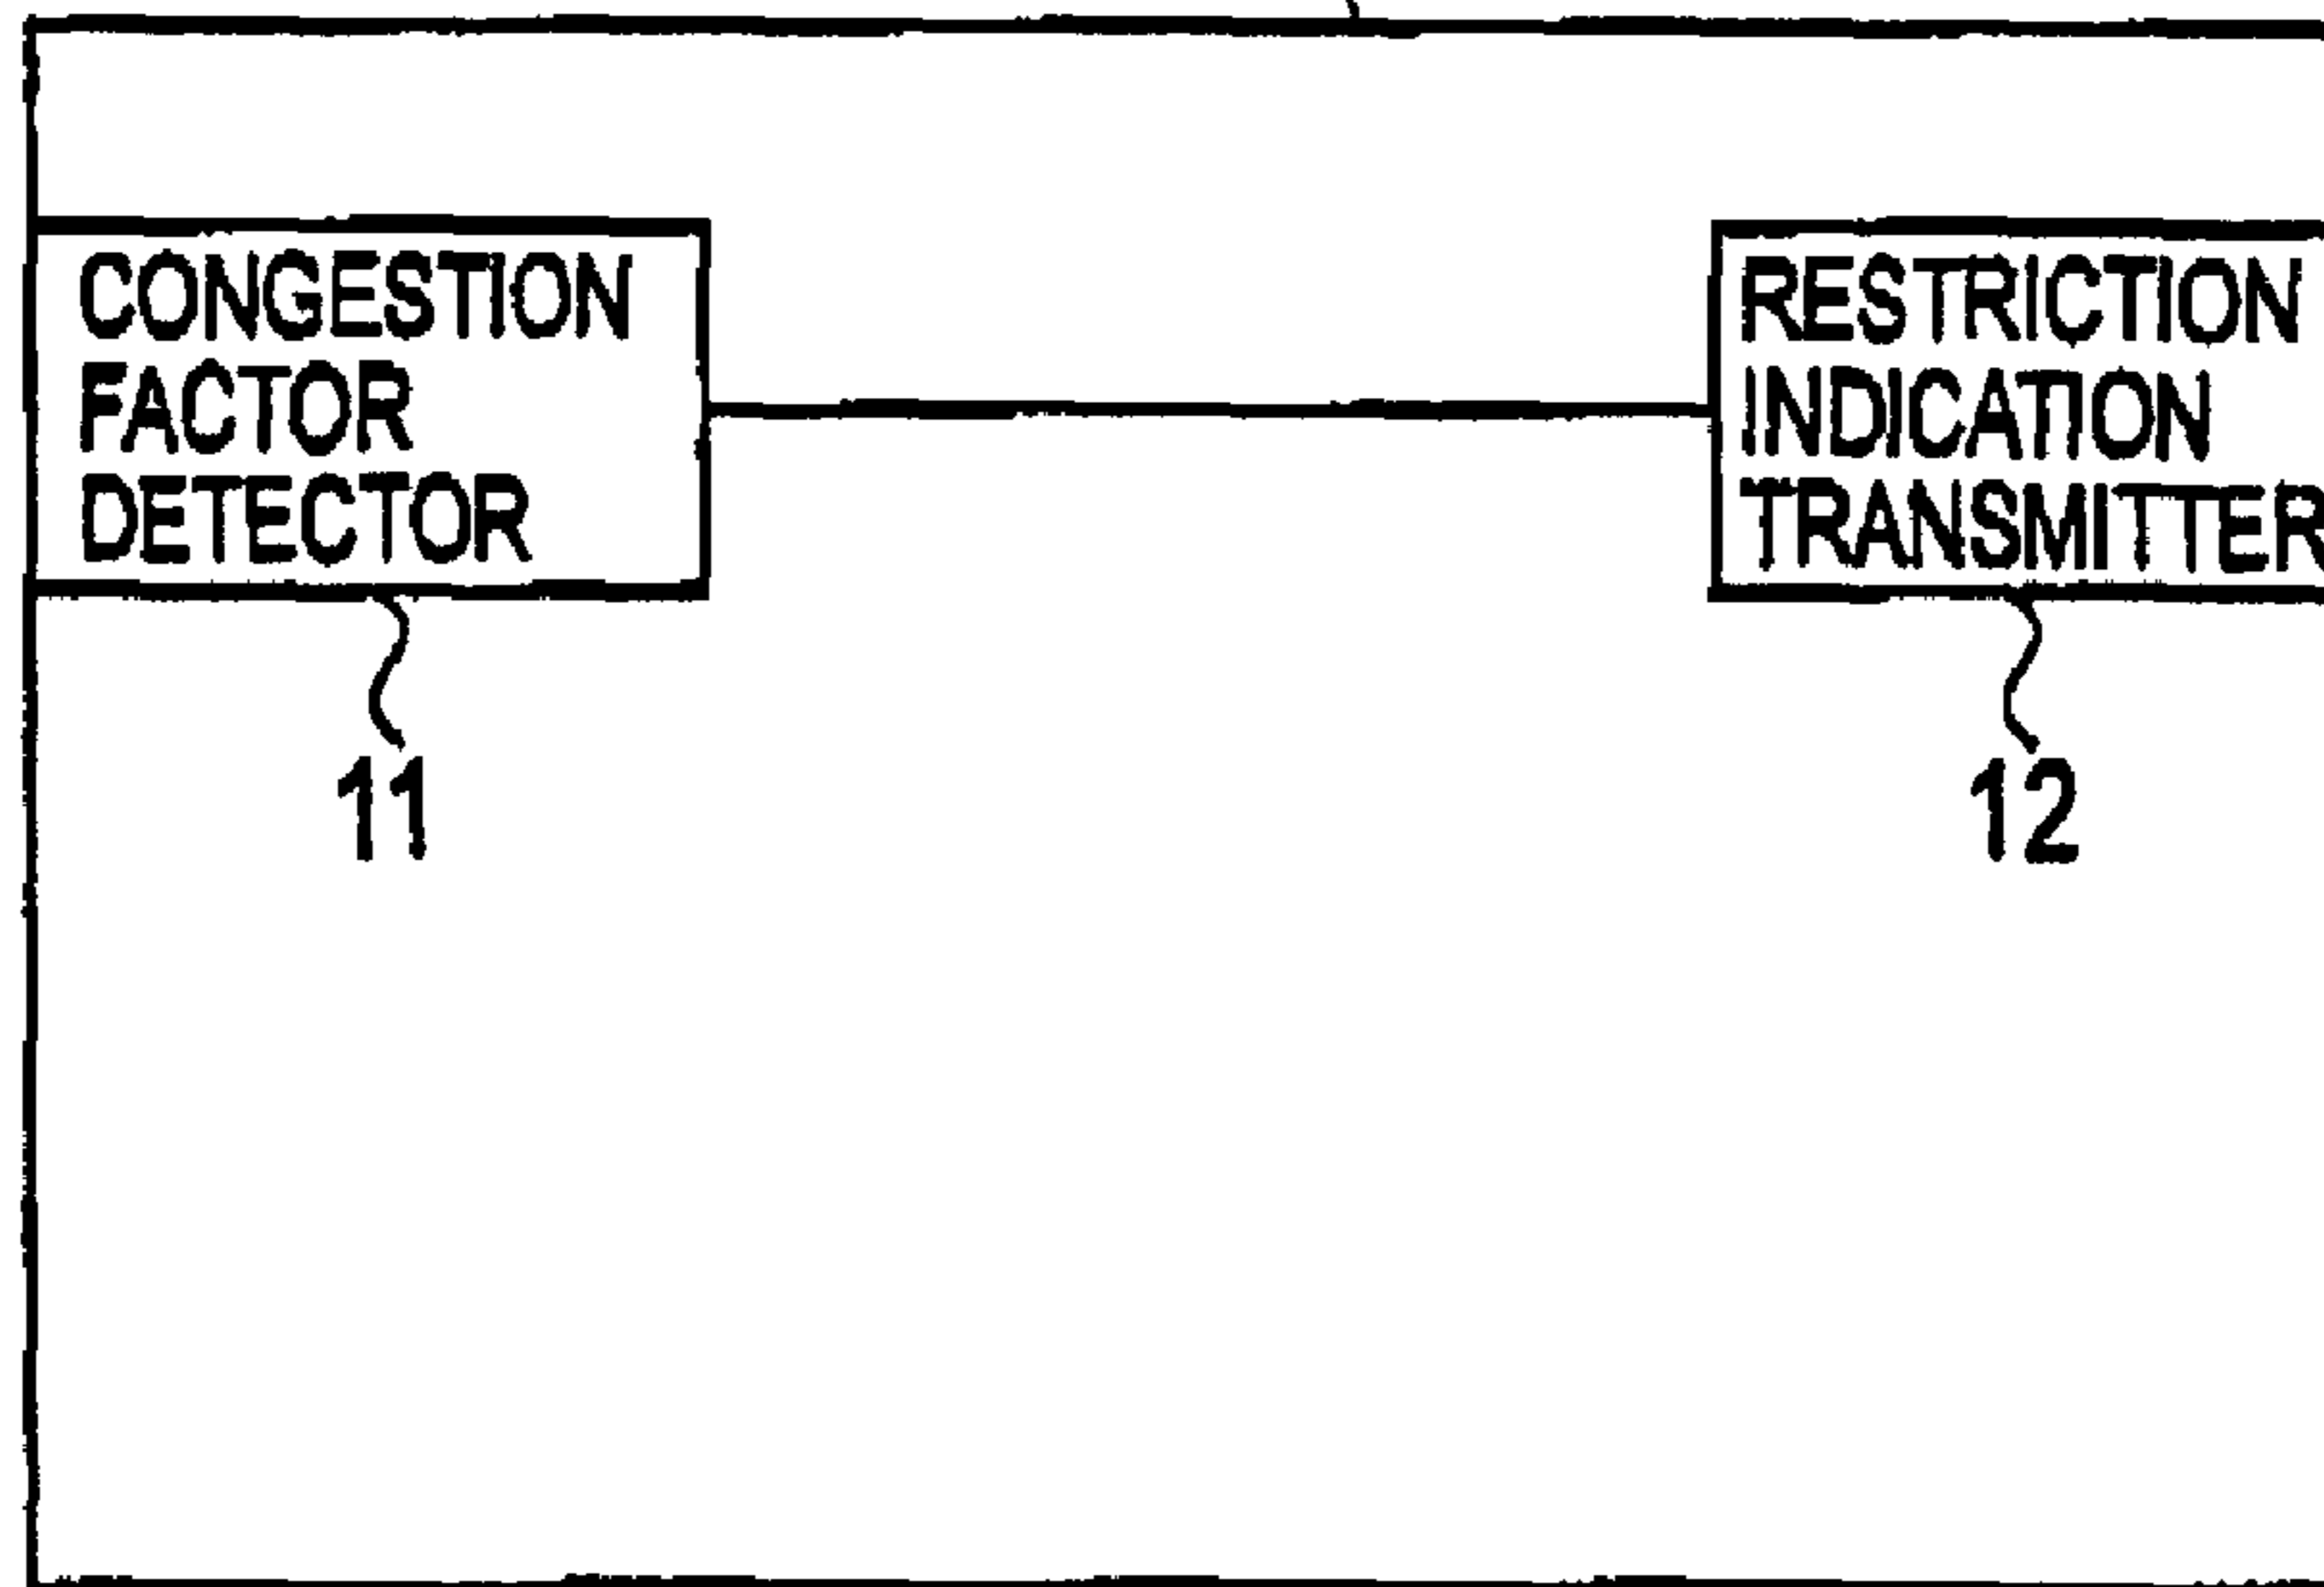 CONGESTION
FACTOR
DETECTOR
11
RESTRICTION
INDICATION
TRANSMITTER
12